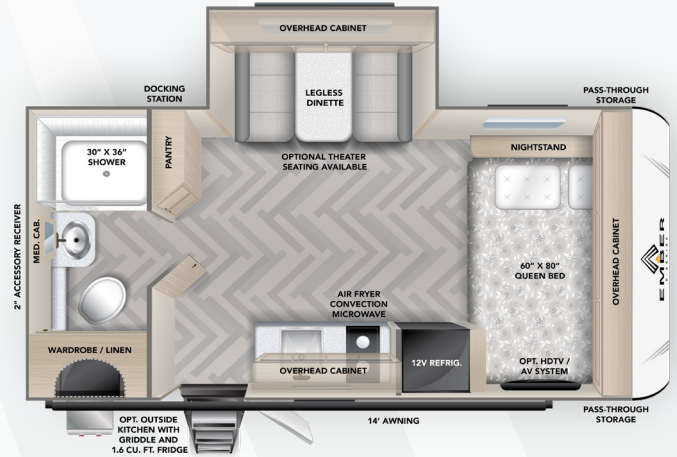 OVERHEAD CABINET
LEGLESS
DINETTE
DOCKING
STATION
PASS-THROUGH
STORAGE
30" X 36"
SHOWER
PANTRY
OPTIONAL THEATER
SEATING AVAILABLE
NIGHTSTAND
2" ACCESSORY RECEIVER
MED. CAB.
60" X 80"
QUEEN BED
OVERHEAD CABINET
EMBER
AIR FRYER
CONVECTION
MICROWAVE
WARDROBE / LINEN
OVERHEAD CABINET
12V REFRIG.
OPT. HDTV /
AV SYSTEM
OPT. OUTSIDE
KITCHEN WITH
GRIDDLE AND
1.6 CU. FT. FRIDGE
14' AWNING
PASS-THROUGH
STORAGE